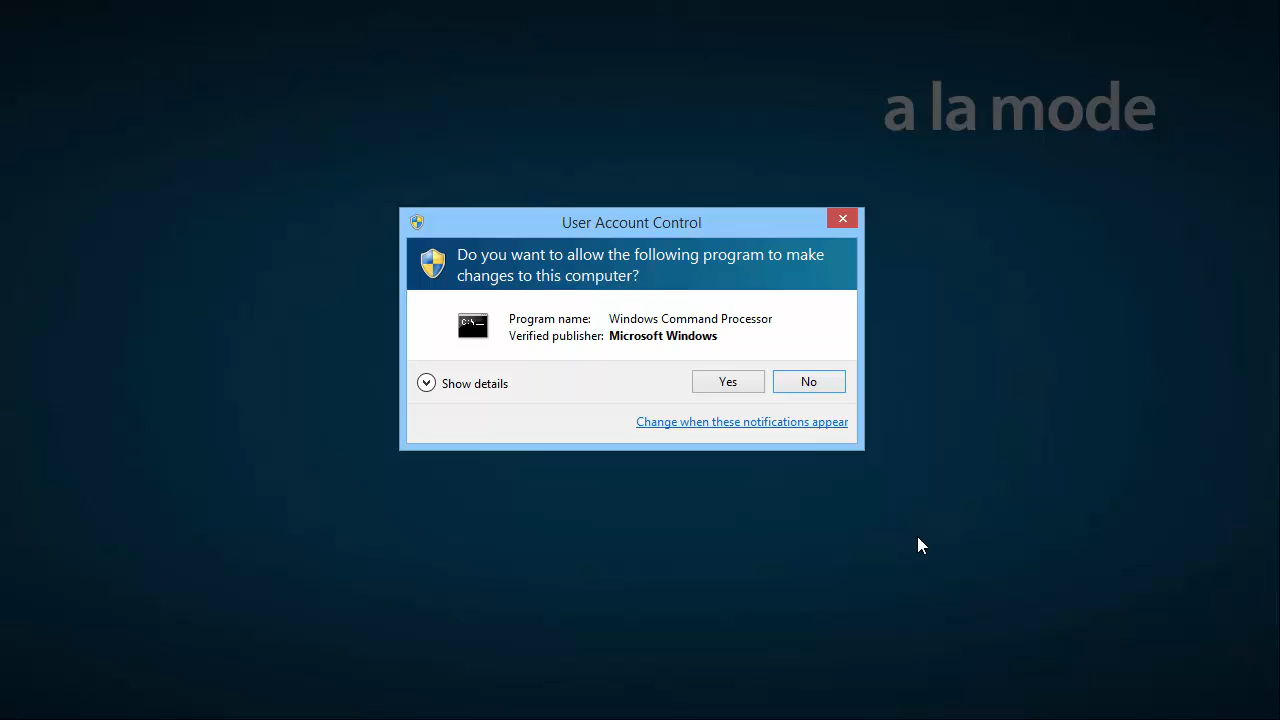 a la mode
User Account Control
Do you want to allow the following program to make
changes to this computer?
C:\
Program name: Windows Command Processor
Verified publisher: Microsoft Windows
Show details
Yes
No
Change when these notifications appear